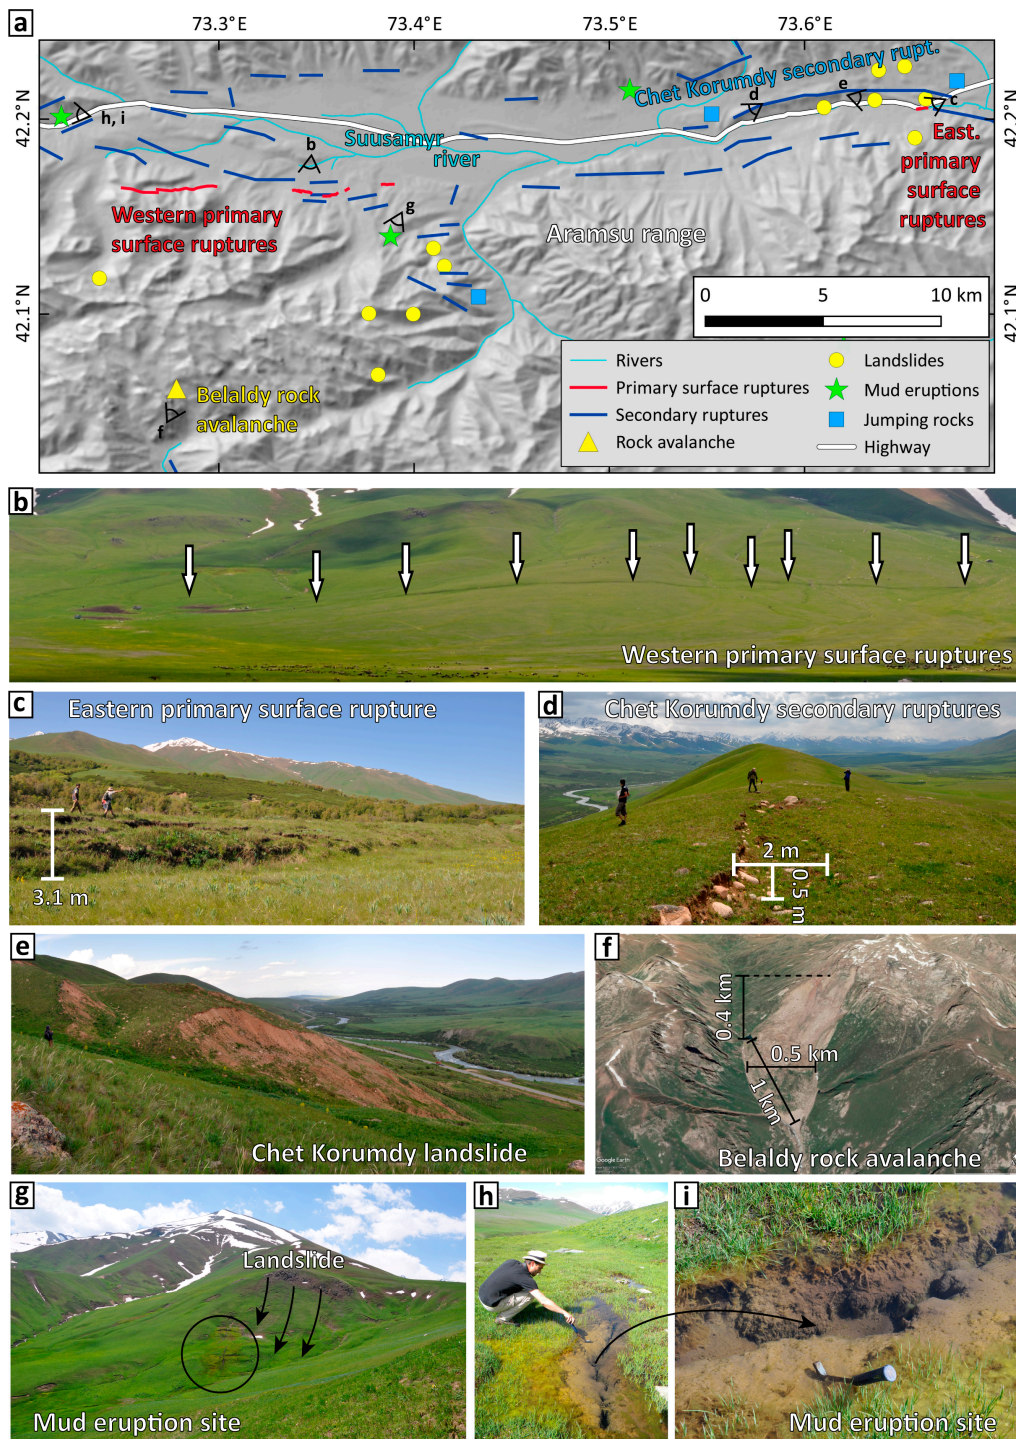 a
73.3°E
73.4°E
73.5°E
73.6°E
42.2°N
42.1°N
42.2°N
42.1°N
Chet Korumdy secondary rupt.
h, i
b
d
e
c
g
f
Suusamyr
river
East.
primary
surface
ruptures
Western primary
surface ruptures
Aramsu range
Belaldy rock
avalanche
0
5
10 km
Rivers
Primary surface ruptures
Secondary ruptures
Rock avalanche
Landslides
Mud eruptions
Jumping rocks
Highway
b
Western primary surface ruptures
c
Eastern primary surface rupture
3.1 m
d
Chet Korumdy secondary ruptures
2 m
0.5 m
e
Chet Korumdy landslide
f
0.4 km
0.5 km
1 km
Google Earth
Belaldy rock avalanche
g
Landslide
Mud eruption site
h
i
Mud eruption site